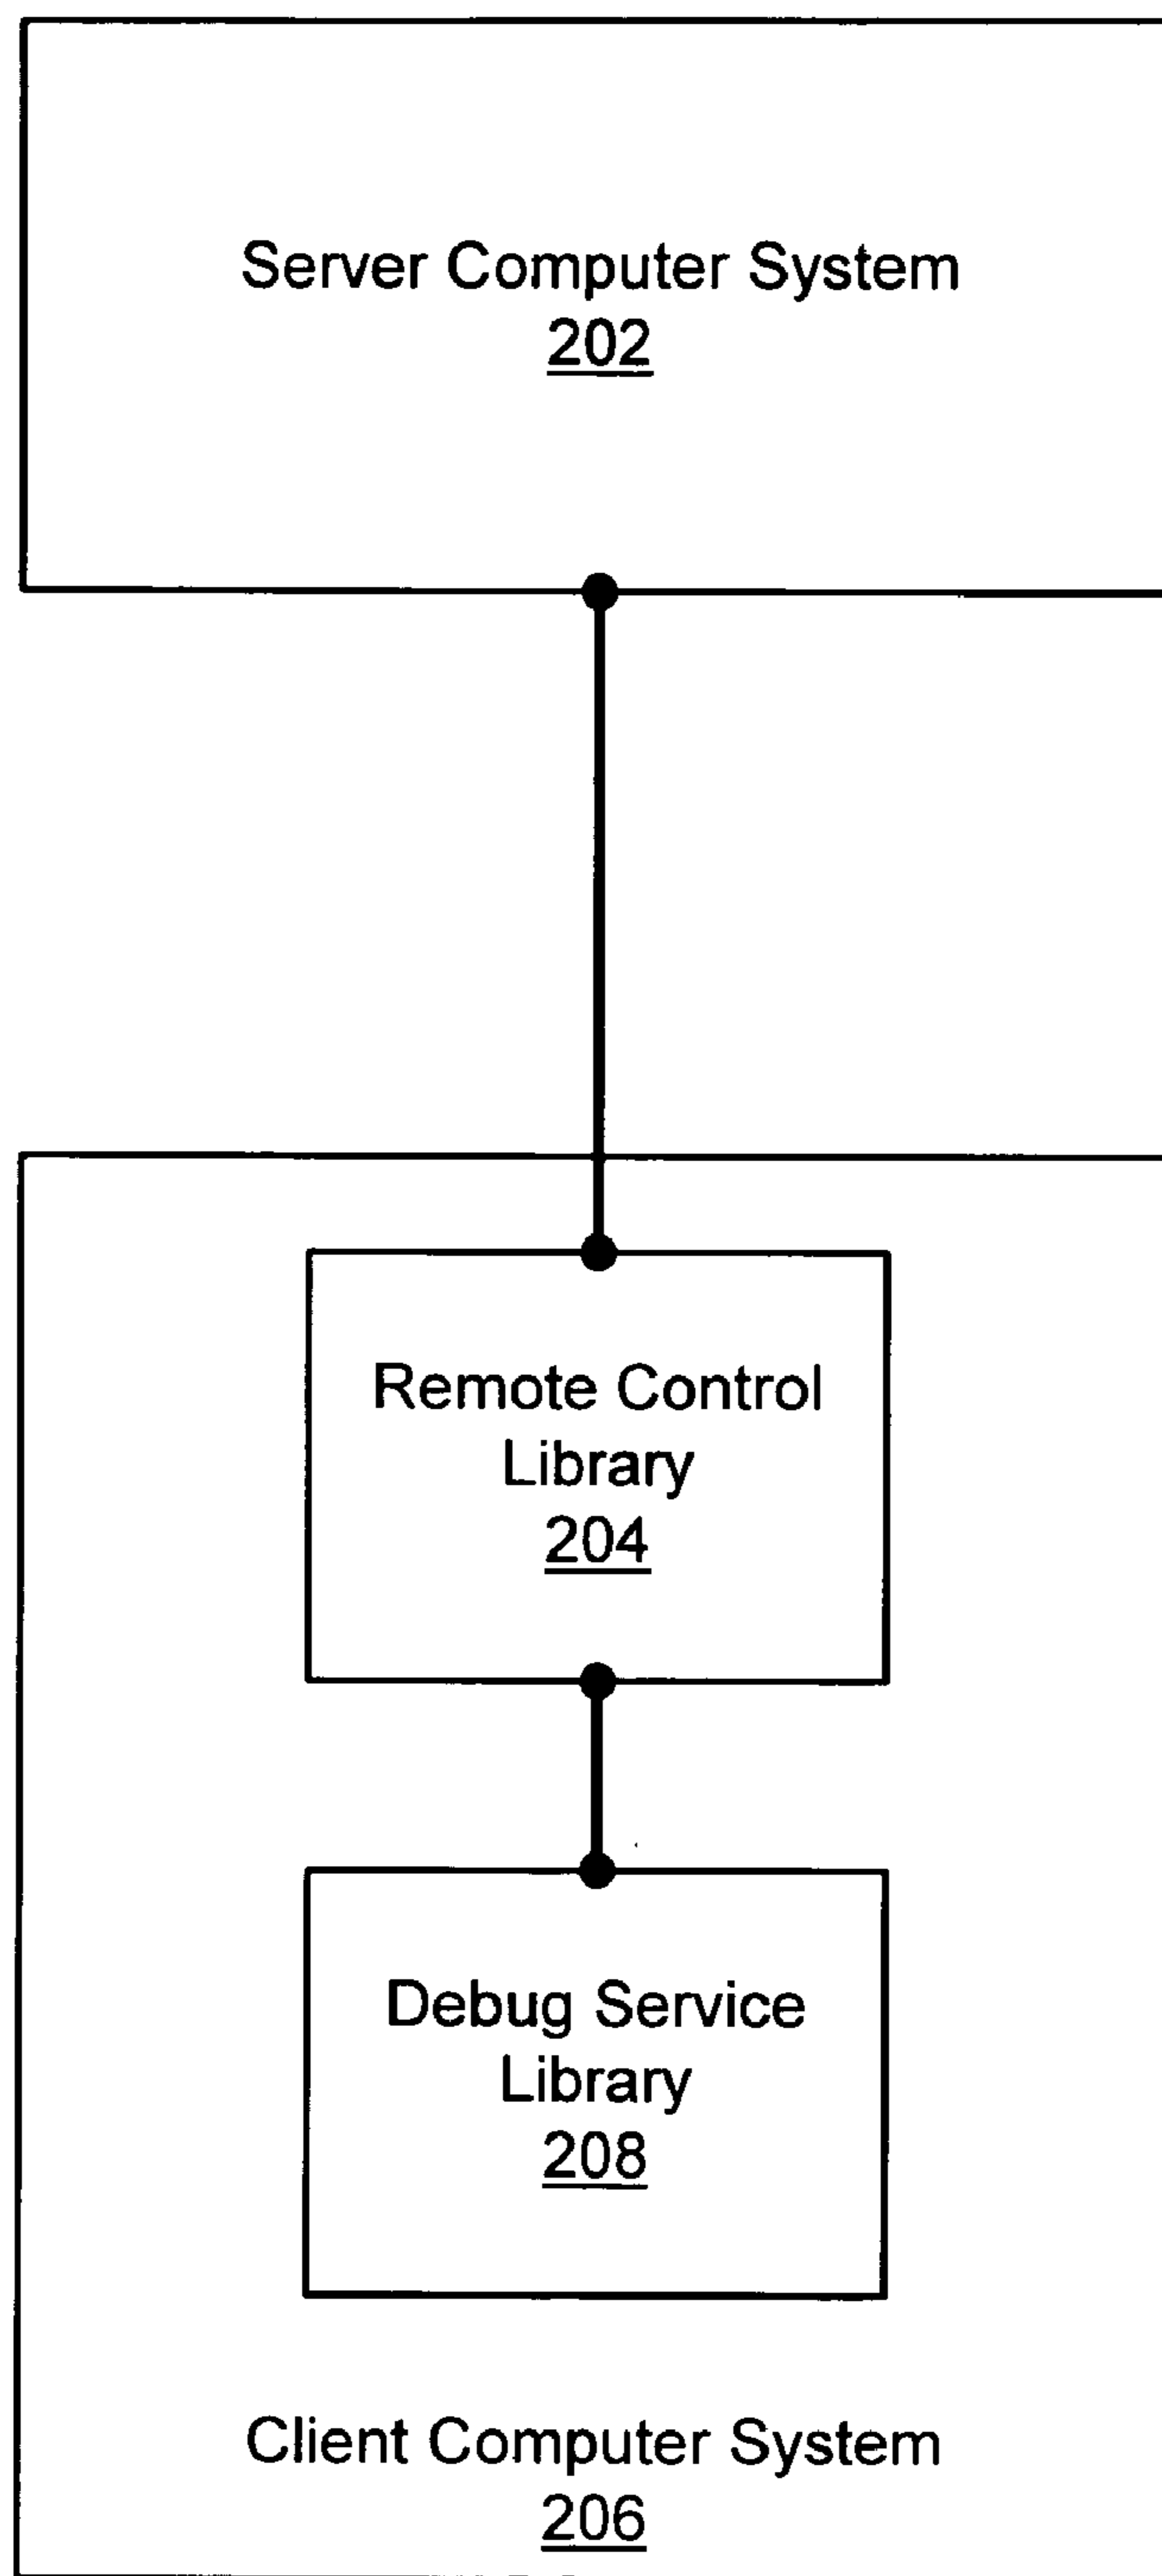 Server Computer System
202
Remote Control
Library
204
Debug Service
Library
208
Client Computer System
206